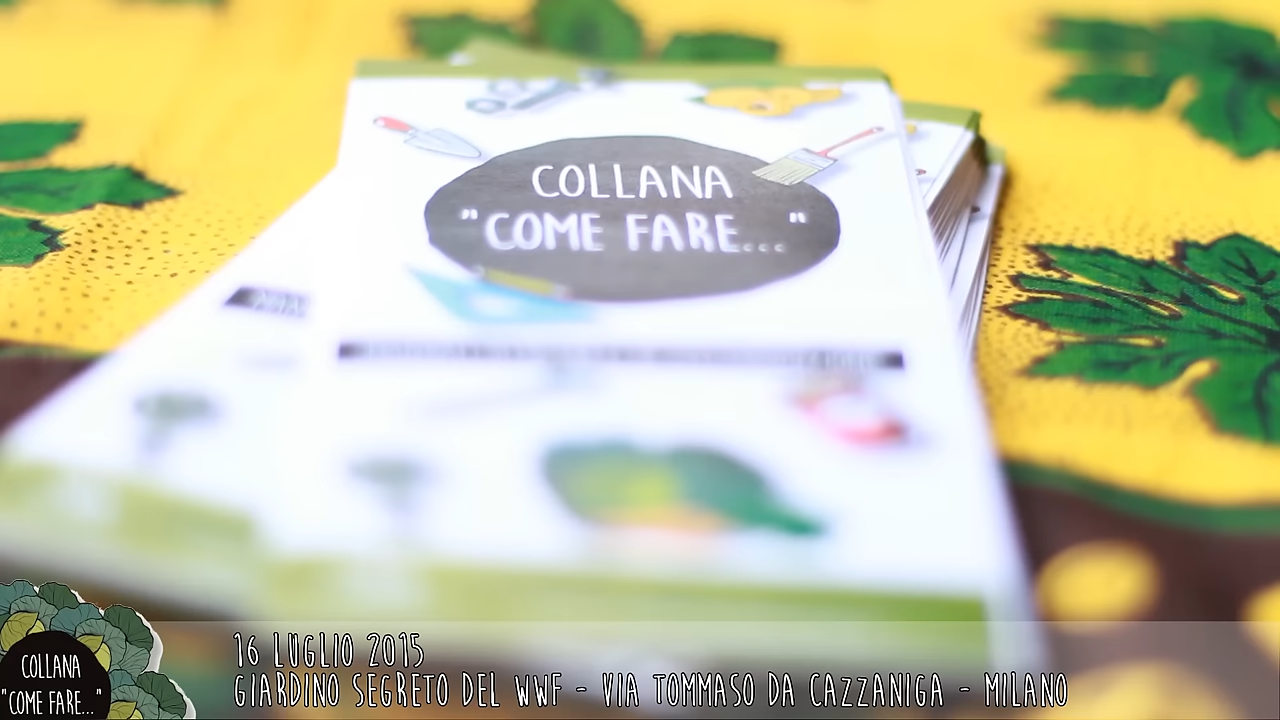 COLLANA
"COME FARE..."
16 LUGLIO 2015
GIARDINO SEGRETO DEL WWF - VIA TOMMASO DA CAZZANIGA - MILANO
COLLANA
"COME FARE..."